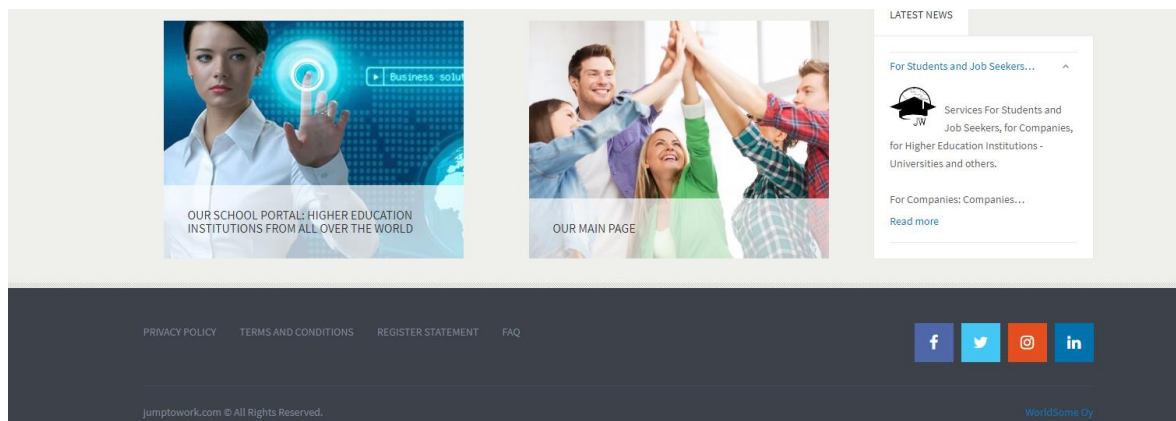 LATEST NEWS
For Students and Job Seekers...
JW
Services For Students and
Job Seekers, for Companies,
for Higher Education Institutions -
Universities and others.
For Companies: Companies...
Read more
Business solut
OUR SCHOOL PORTAL: HIGHER EDUCATION
INSTITUTIONS FROM ALL OVER THE WORLD
OUR MAIN PAGE
PRIVACY POLICY TERMS AND CONDITIONS REGISTER STATEMENT FAQ
f in
jumptowork.com © All Rights Reserved. WorldSome Oy